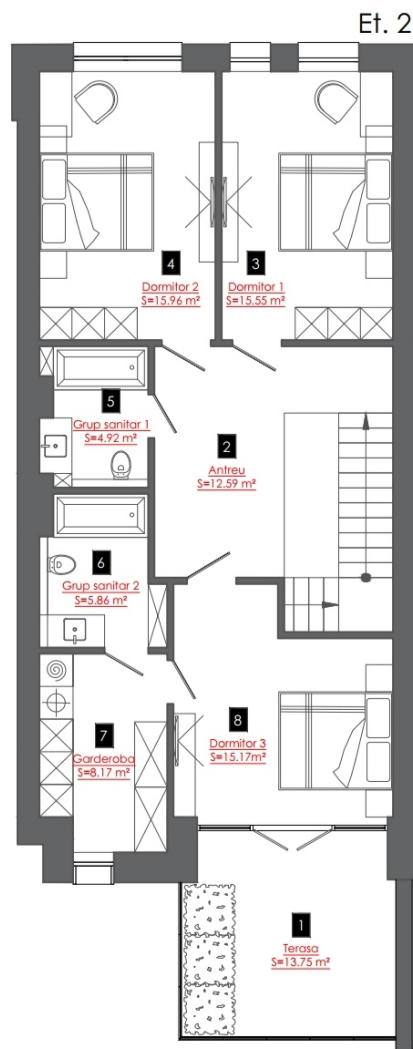 Et. 2
4
Dormitor 2
S=15.96 m²
3
Dormitor 1
S=15.55 m²
5
Grup sanitar 1
S=4.92 m²
2
Antreu
S=12.59 m²
6
Grup sanitar 2
S=5.86 m²
7
Garderoba
S=8.17 m²
8
Dormitor 3
S=15.17m²
1
Terasa
S=13.75 m²